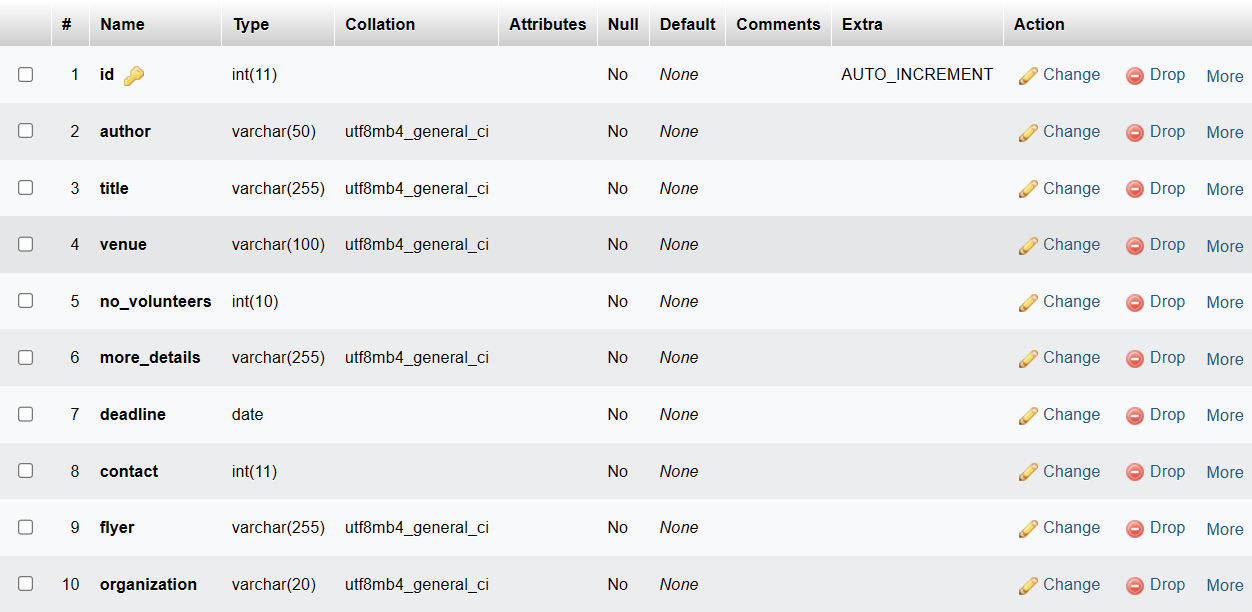 # Name Type Collation Attributes Null Default Comments Extra Action
1 id int(11) No None AUTO_INCREMENT Change Drop More
2 author varchar(50) utf8mb4_general_ci No None Change Drop More
3 title varchar(255) utf8mb4_general_ci No None Change Drop More
4 venue varchar(100) utf8mb4_general_ci No None Change Drop More
5 no_volunteers int(10) No None Change Drop More
6 more_details varchar(255) utf8mb4_general_ci No None Change Drop More
7 deadline date No None Change Drop More
8 contact int(11) No None Change Drop More
9 flyer varchar(255) utf8mb4_general_ci No None Change Drop More
10 organization varchar(20) utf8mb4_general_ci No None Change Drop More